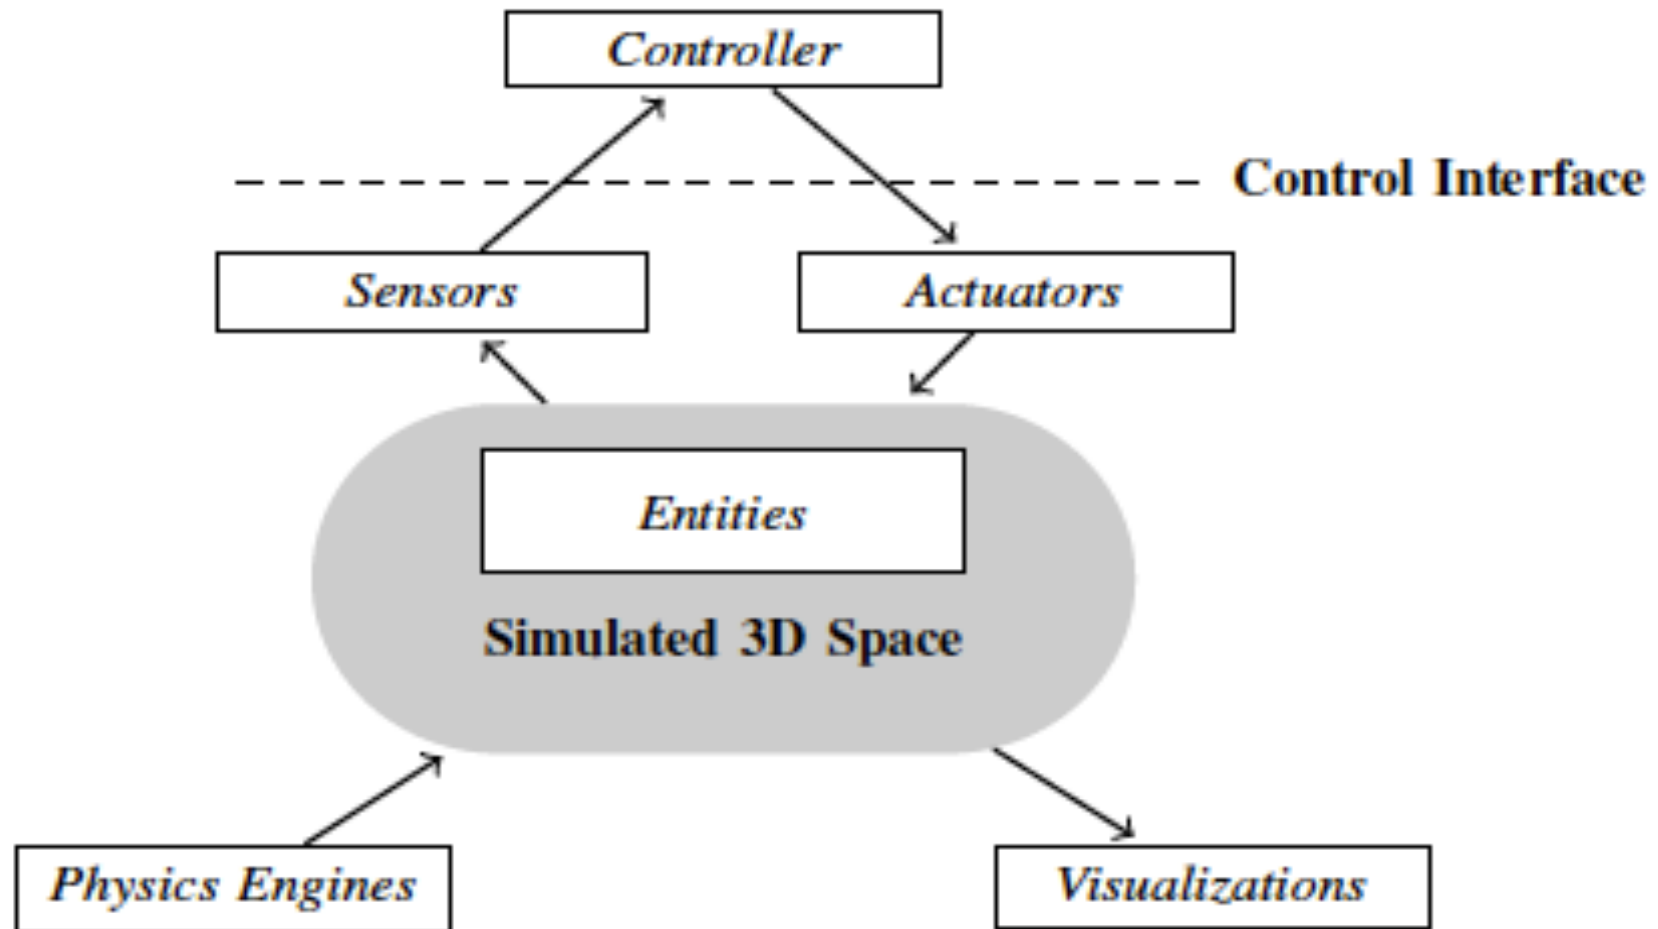 Controller
Control Interface
Sensors
Actuators
Entities
Simulated 3D Space
Physics Engines
Visualizations